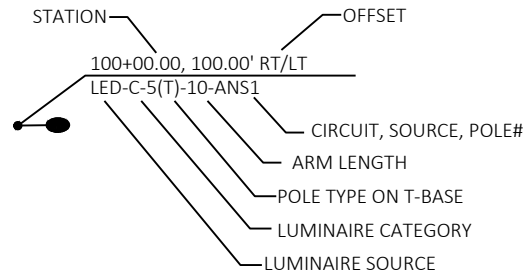 STATION OFFSET
100+00.00, 100.00' RT/LT
LED-C-5(T)-10-ANS1
CIRCUIT, SOURCE, POLE#
ARM LENGTH
POLE TYPE ON T-BASE
LUMINAIRE CATEGORY
LUMINAIRE SOURCE